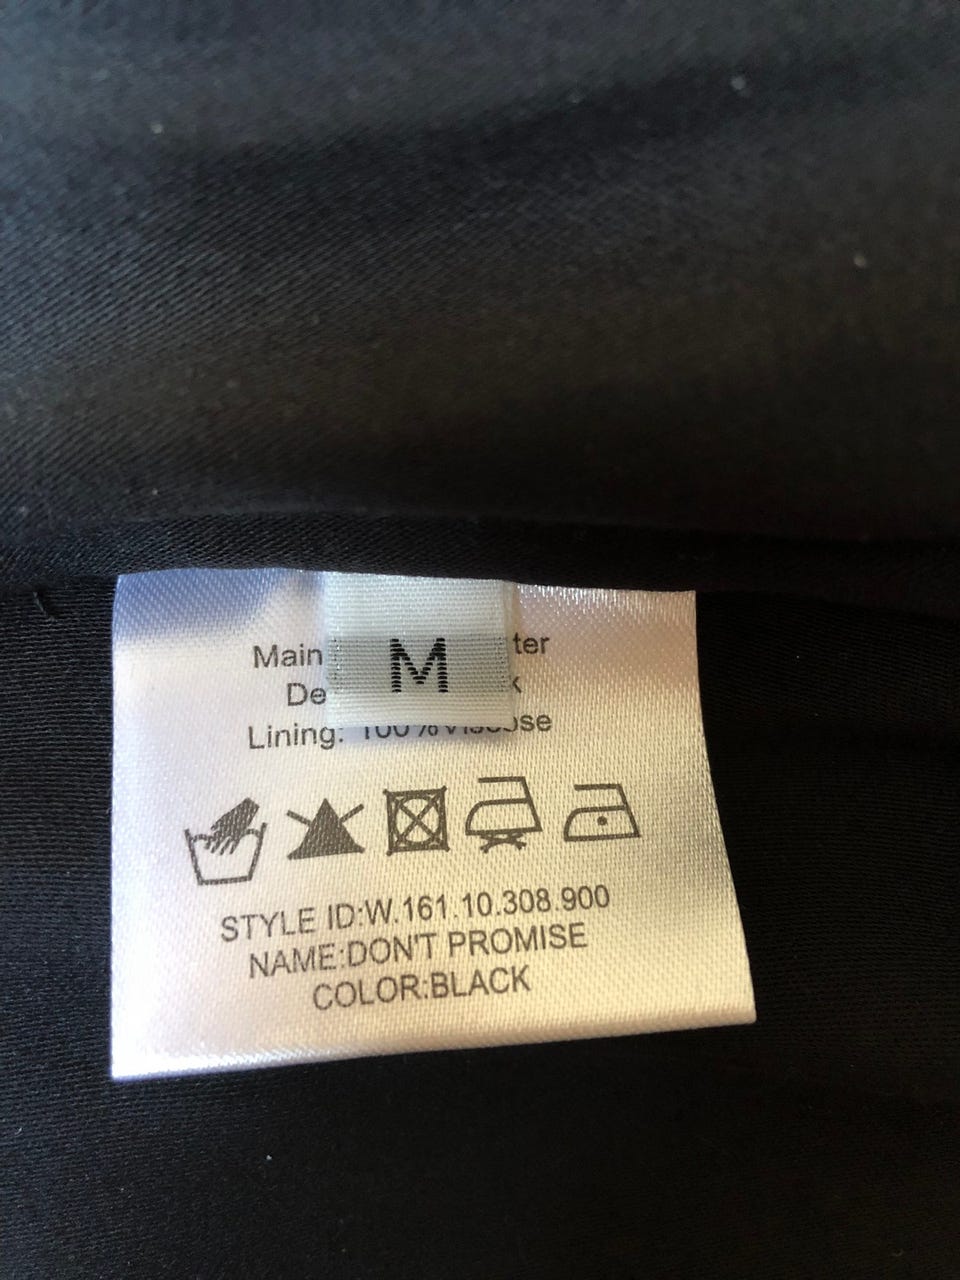 M
Main
Lining: 100%Viscose
STYLE ID:W.161.10.308.900
NAME:DON'T PROMISE
COLOR:BLACK